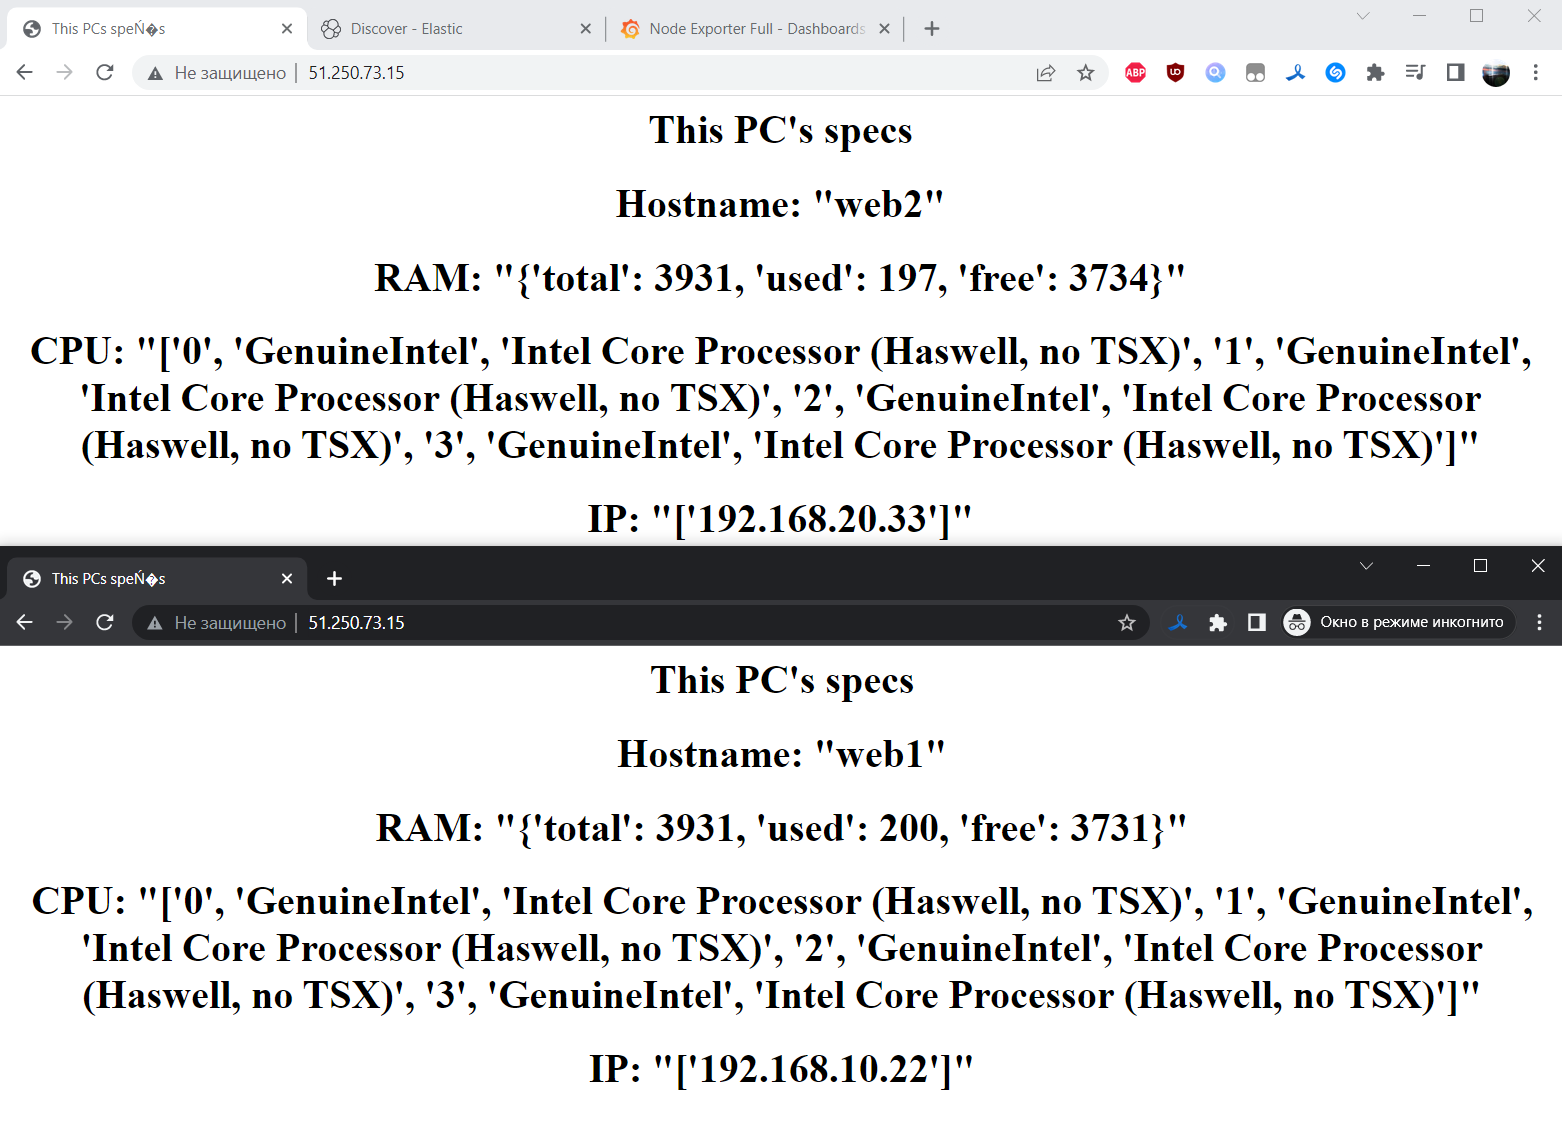 This PCs speŃ�s
Discover - Elastic
Node Exporter Full - Dashboards
Не защищено
51.250.73.15
ABP
This PC's specs
Hostname: "web2"
RAM: "{'total': 3931, 'used': 197, 'free': 3734}"
CPU: "['0', 'GenuineIntel', 'Intel Core Processor (Haswell, no TSX)', '1', 'GenuineIntel',
'Intel Core Processor (Haswell, no TSX)', '2', 'GenuineIntel', 'Intel Core Processor
(Haswell, no TSX)', '3', 'GenuineIntel', 'Intel Core Processor (Haswell, no TSX)']"
IP: "['192.168.20.33']"
This PCs speŃ�s
Не защищено
51.250.73.15
Окно в режиме инкогнито
This PC's specs
Hostname: "web1"
RAM: "{'total': 3931, 'used': 200, 'free': 3731}"
CPU: "['0', 'GenuineIntel', 'Intel Core Processor (Haswell, no TSX)', '1', 'GenuineIntel',
'Intel Core Processor (Haswell, no TSX)', '2', 'GenuineIntel', 'Intel Core Processor
(Haswell, no TSX)', '3', 'GenuineIntel', 'Intel Core Processor (Haswell, no TSX)']"
IP: "['192.168.10.22']"